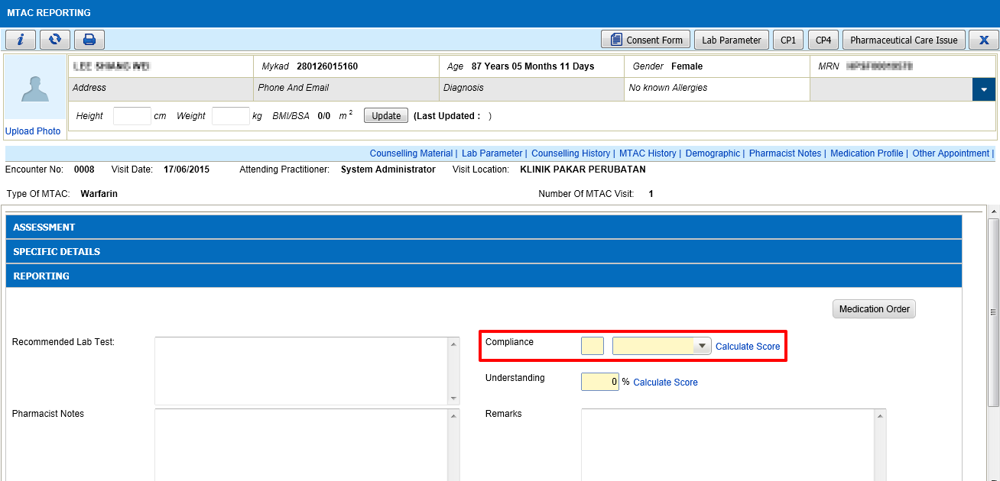 MTAC REPORTING
i Consent Form Lab Parameter CP1 CP4 Pharmaceutical Care Issue X
Mykad 280126015160 Age 87 Years 05 Months 11 Days Gender Female MRN
Address Phone And Email Diagnosis No known Allergies
Height cm Weight kg BMI/BSA 0/0 m 2 Update (Last Updated : )
Upload Photo
Counselling Material | Lab Parameter | Counselling History | MTAC History | Demographic | Pharmacist Notes | Medication Profile | Other Appointment |
Encounter No: 0008 Visit Date: 17/06/2015 Attending Practitioner: System Administrator Visit Location: KLINIK PAKAR PERUBATAN
Type Of MTAC: Warfarin Number Of MTAC Visit: 1
ASSESSMENT
SPECIFIC DETAILS
REPORTING
Medication Order
Recommended Lab Test: Compliance Calculate Score
Understanding 0 % Calculate Score
Pharmacist Notes Remarks